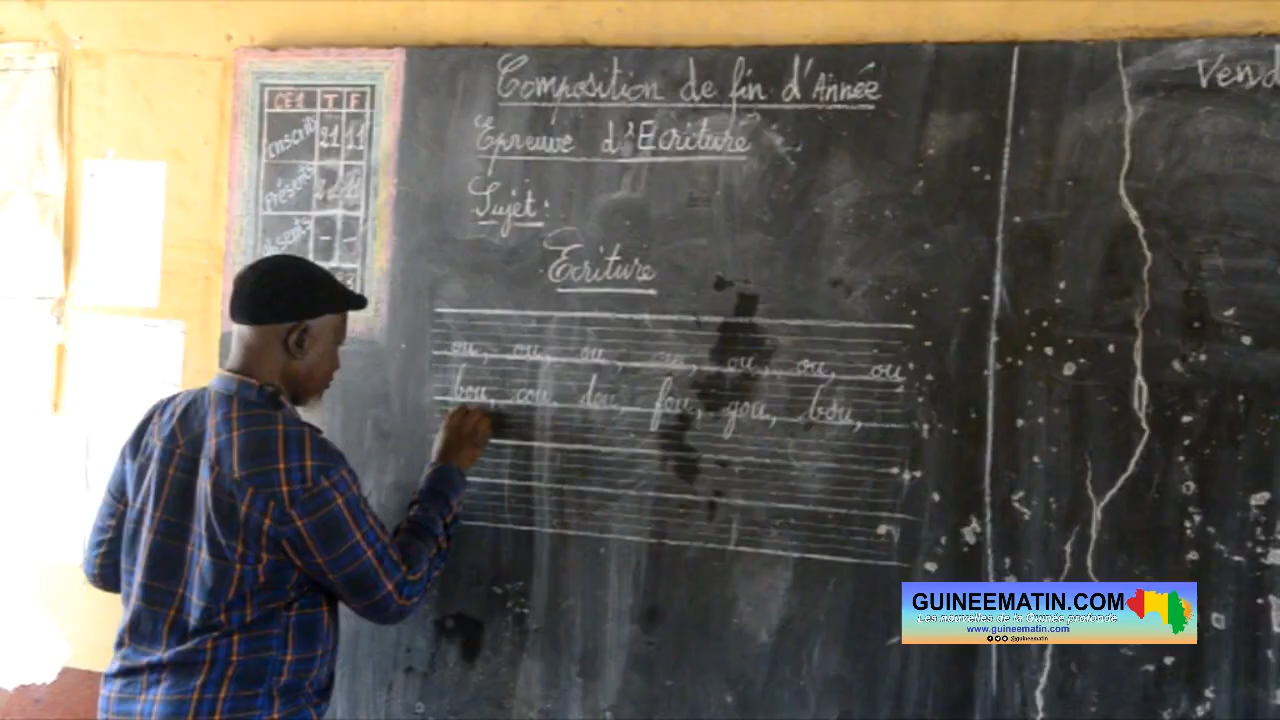 CE1 T F
Inscrits 21 11
Présents
Absents - -
Composition de fin d'Année
Epreuve d'Ecriture
Sujet:
Ecriture
ou, ou, ou, ou, ou, ou, ou
bou, cou, dou, fou, gou, bou,
Vend
GUINEEMATIN.COM
Les nouvelles de la Guinée profonde
www.guineematin.com
@guineematin